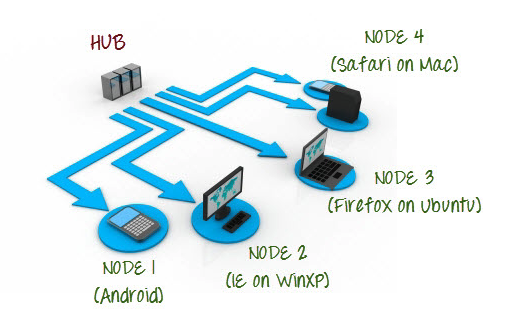 HUB
NODE 4
(Safari on Mac)
NODE 3
(Firefox on Ubuntu)
NODE 2
(IE on WinXP)
NODE 1
(Android)